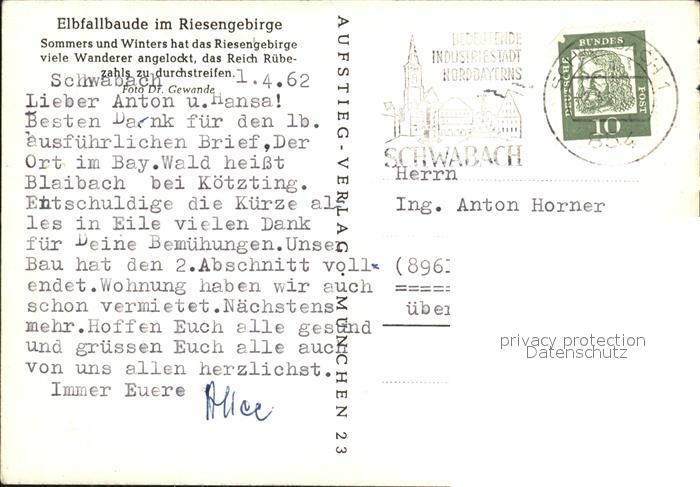 Elbfallbaude im Riesengebirge
Sommers und Winters hat das Riesengebirge
viele Wanderer angelockt, das Reich Rübe-
zahls zu durchstreifen.
Foto Dr. Gewande
Schwabach 1.4.62
Lieber Anton u.Hansa!
Besten Dank für den lb.
ausführlichen Brief,Der
Ort im Bay.Wald heißt
Blaibach bei Kötzting.
Entschuldige die Kürze al-
les in Eile vielen Dank
für Deine Bemühungen.Unser
Bau hat den 2.Abschnitt voll-
endet.Wohnung haben wir auch
schon vermietet.Nächstens
mehr.Hoffen Euch alle gesund
und grüssen Euch alle auch
von uns allen herzlichst.
Immer Euere Alice
AUFSTIEG-VERLAG · MÜNCHEN 23
BEDEUTENDE
INDUSTRIESTADT
NORDBAYERNS
SCHWABACH
DEUTSCHE
BUNDES
POST
10
854
Herrn
Ing. Anton Horner
(896
=====
über
privacy protection
Datenschutz